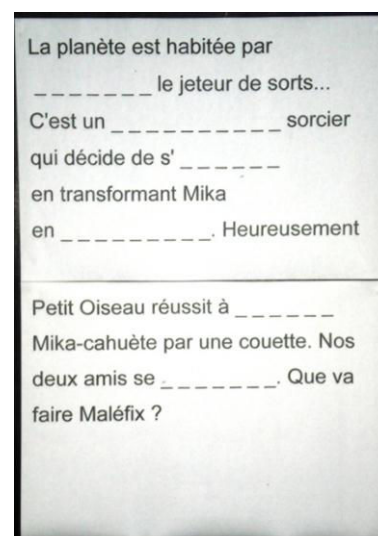 La planète est habitée par
_ _ _ _ _ _ _ le jeteur de sorts...
C'est un _ _ _ _ _ _ _ _ _ _ sorcier
qui décide de s' _ _ _ _ _ _
en transformant Mika
en _ _ _ _ _ _ _ _ _. Heureusement
Petit Oiseau réussit à _ _ _ _ _ _
Mika-cahuète par une couette. Nos
deux amis se _ _ _ _ _ _ _. Que va
faire Maléfix ?